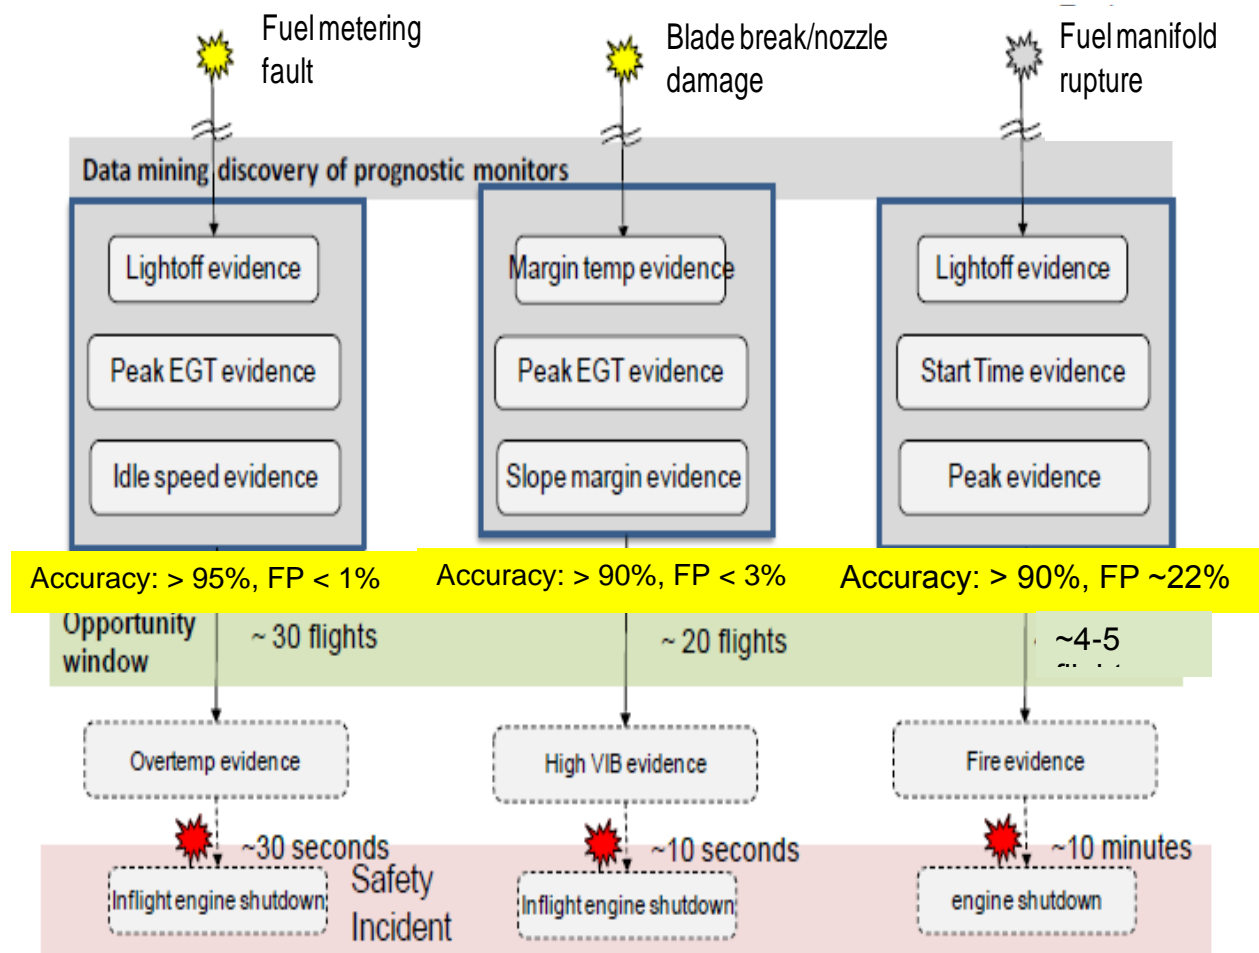 Fuel metering
fault
Blade break/nozzle
damage
Fuel manifold
rupture
Data mining discovery of prognostic monitors
Lightoff evidence
Margin temp evidence
Lightoff evidence
Peak EGT evidence
Peak EGT evidence
Start Time evidence
Idle speed evidence
Slope margin evidence
Peak evidence
Accuracy: > 95%, FP < 1%
Accuracy: > 90%, FP < 3%
Accuracy: > 90%, FP ~22%
Opportunity
window
~ 30 flights
~ 20 flights
~4-5
Overtemp evidence
High VIB evidence
Fire evidence
~30 seconds
~10 seconds
~10 minutes
Inflight engine shutdown
Safety
Incident
Inflight engine shutdown
engine shutdown